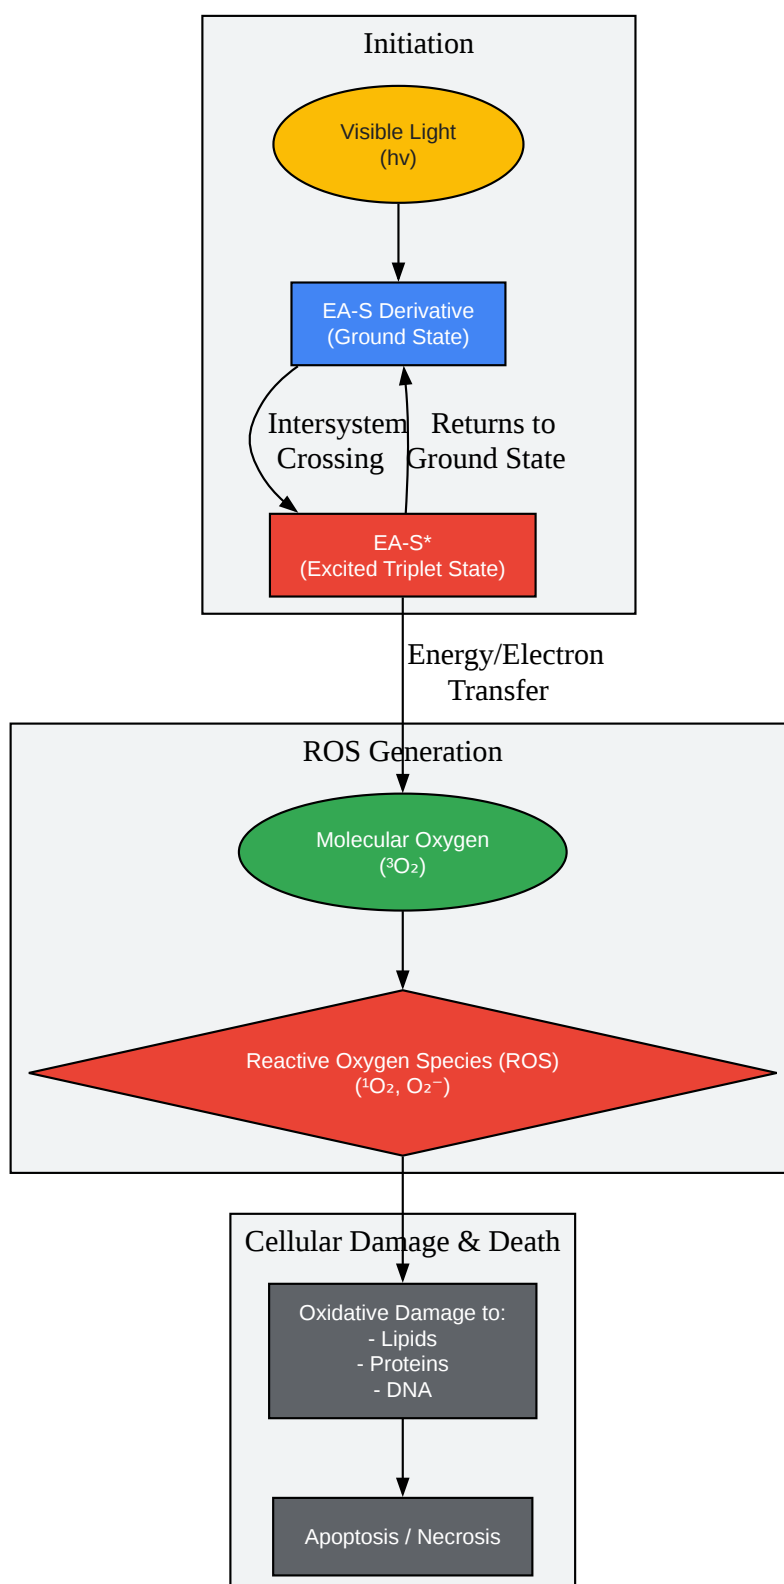 Initiation
Visible Light
(hv)
EA-S Derivative
(Ground State)
Intersystem
Crossing
Returns to
Ground State
EA-S*
(Excited Triplet State)
Energy/Electron
Transfer
ROS Generation
Molecular Oxygen
(³O₂)
Reactive Oxygen Species (ROS)
(¹O₂, O₂⁻)
Cellular Damage & Death
Oxidative Damage to:
- Lipids
- Proteins
- DNA
Apoptosis / Necrosis